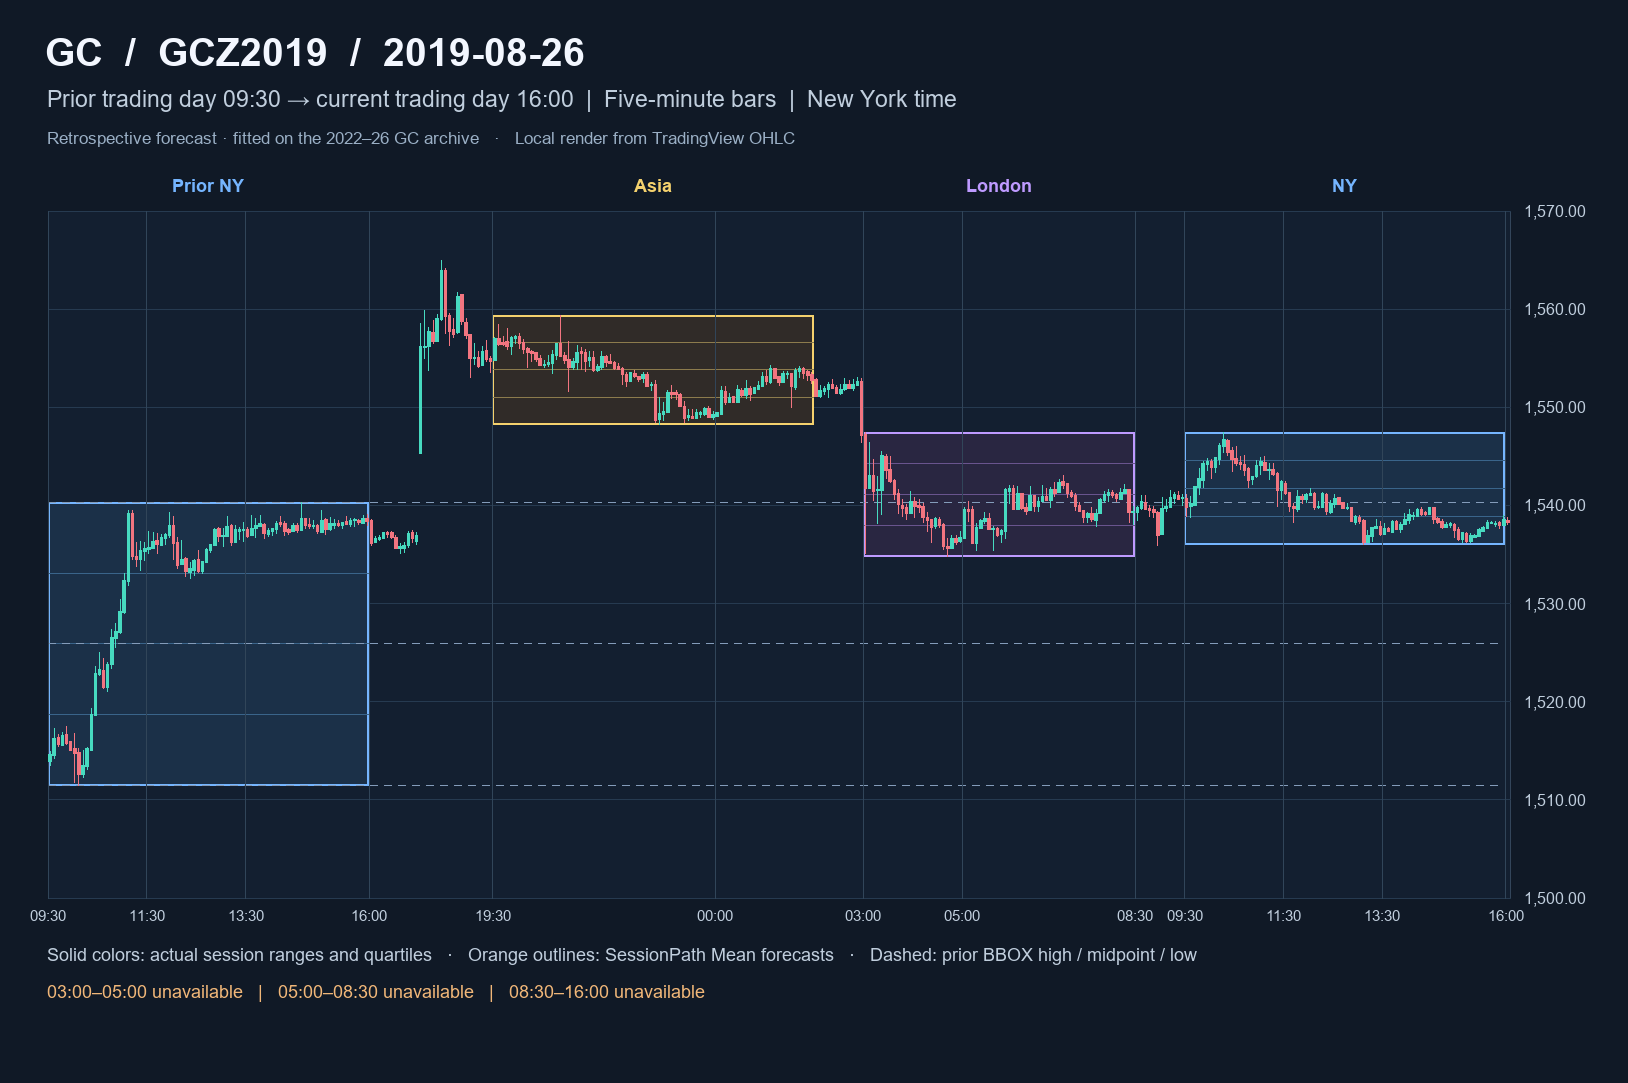 GC / GCZ2019 / 2019-08-26
Prior trading day 09:30 → current trading day 16:00 | Five-minute bars | New York time
Retrospective forecast · fitted on the 2022–26 GC archive · Local render from TradingView OHLC
Prior NY Asia London NY
1,570.00
1,560.00
1,550.00
1,540.00
1,530.00
1,520.00
1,510.00
1,500.00
09:30 11:30 13:30 16:00 19:30 00:00 03:00 05:00 08:30 09:30 11:30 13:30 16:00
Solid colors: actual session ranges and quartiles · Orange outlines: SessionPath Mean forecasts · Dashed: prior BBOX high / midpoint / low
03:00–05:00 unavailable | 05:00–08:30 unavailable | 08:30–16:00 unavailable